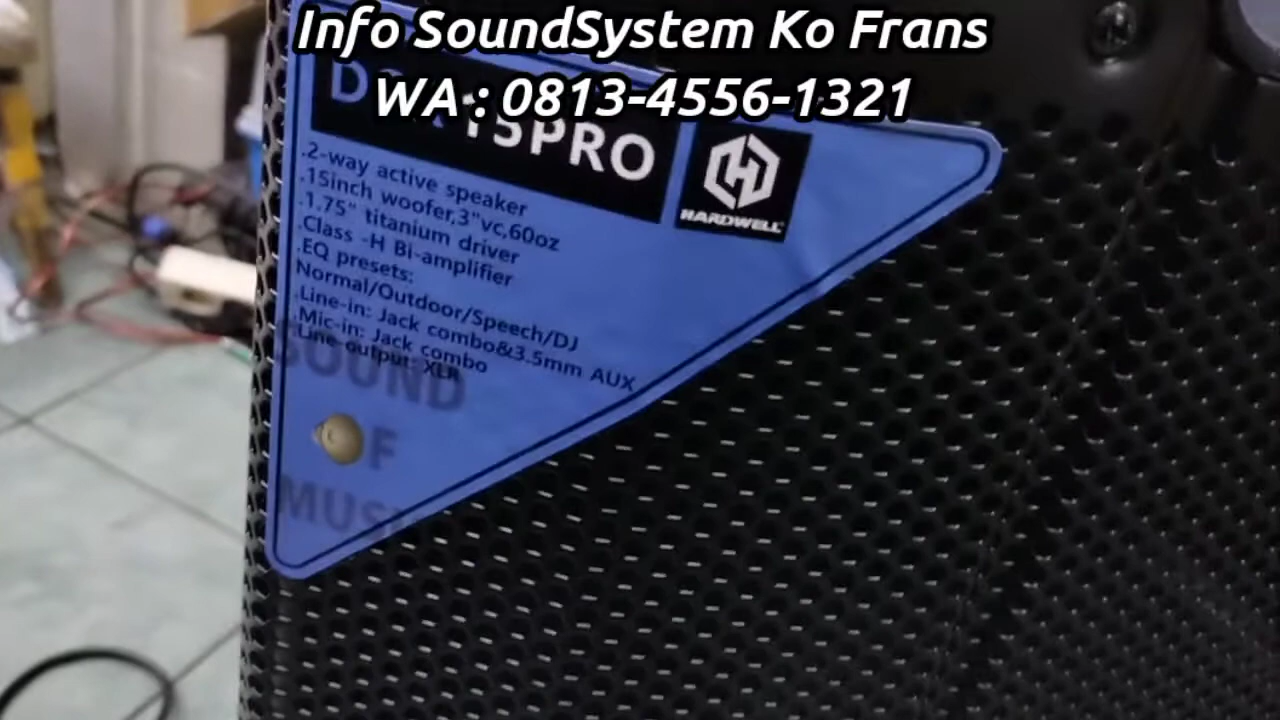 Info SoundSystem Ko Frans
WA : 0813-4556-1321
15PRO
HARDWELL
.2-way active speaker
.15inch woofer,3"vc,60oz
.1.75" titanium driver
.Class -H Bi-amplifier
.EQ presets:
Normal/Outdoor/Speech/DJ
.Line-in: Jack combo&3.5mm AUX
.Mic-in: Jack combo
.Line output XLR
SOUND